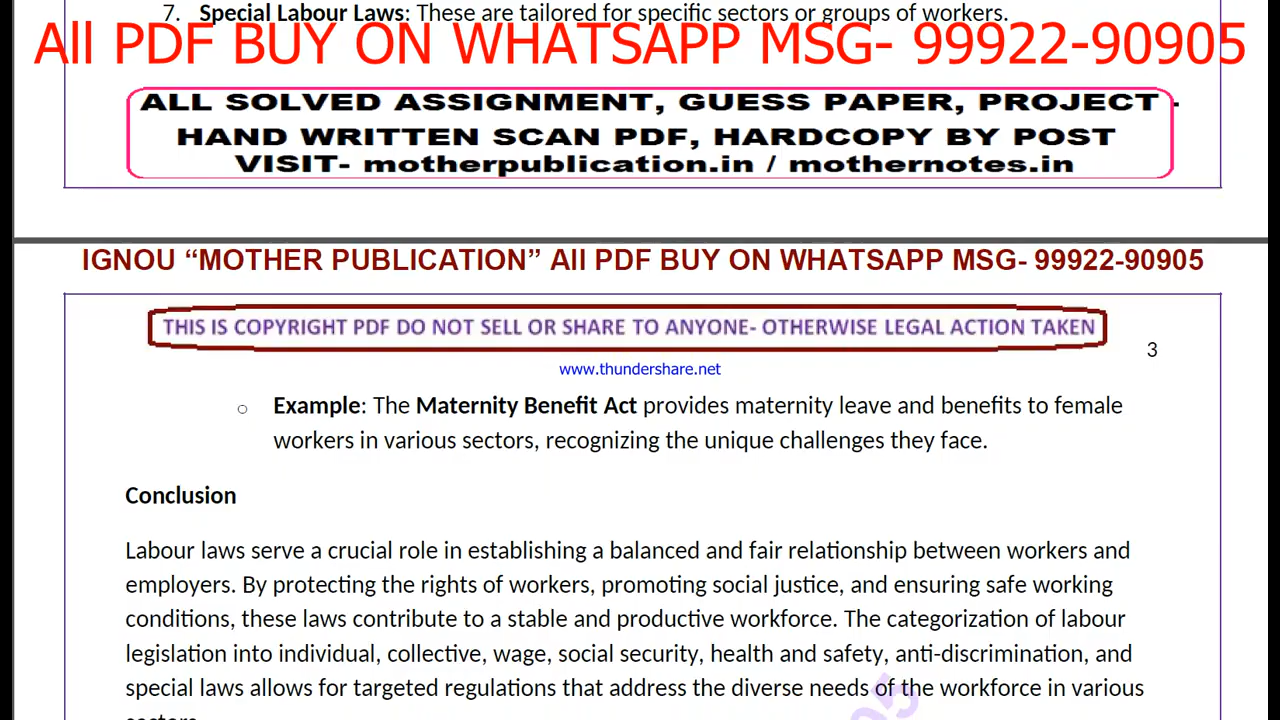 7. Special Labour Laws: These are tailored for specific sectors or groups of workers.
All PDF BUY ON WHATSAPP MSG- 99922-90905
ALL SOLVED ASSIGNMENT, GUESS PAPER, PROJECT -
HAND WRITTEN SCAN PDF, HARDCOPY BY POST
VISIT- motherpublication.in / mothernotes.in
IGNOU “MOTHER PUBLICATION” All PDF BUY ON WHATSAPP MSG- 99922-90905
THIS IS COPYRIGHT PDF DO NOT SELL OR SHARE TO ANYONE- OTHERWISE LEGAL ACTION TAKEN
3
www.thundershare.net
o Example: The Maternity Benefit Act provides maternity leave and benefits to female
workers in various sectors, recognizing the unique challenges they face.
Conclusion
Labour laws serve a crucial role in establishing a balanced and fair relationship between workers and
employers. By protecting the rights of workers, promoting social justice, and ensuring safe working
conditions, these laws contribute to a stable and productive workforce. The categorization of labour
legislation into individual, collective, wage, social security, health and safety, anti-discrimination, and
special laws allows for targeted regulations that address the diverse needs of the workforce in various
sectors.
05